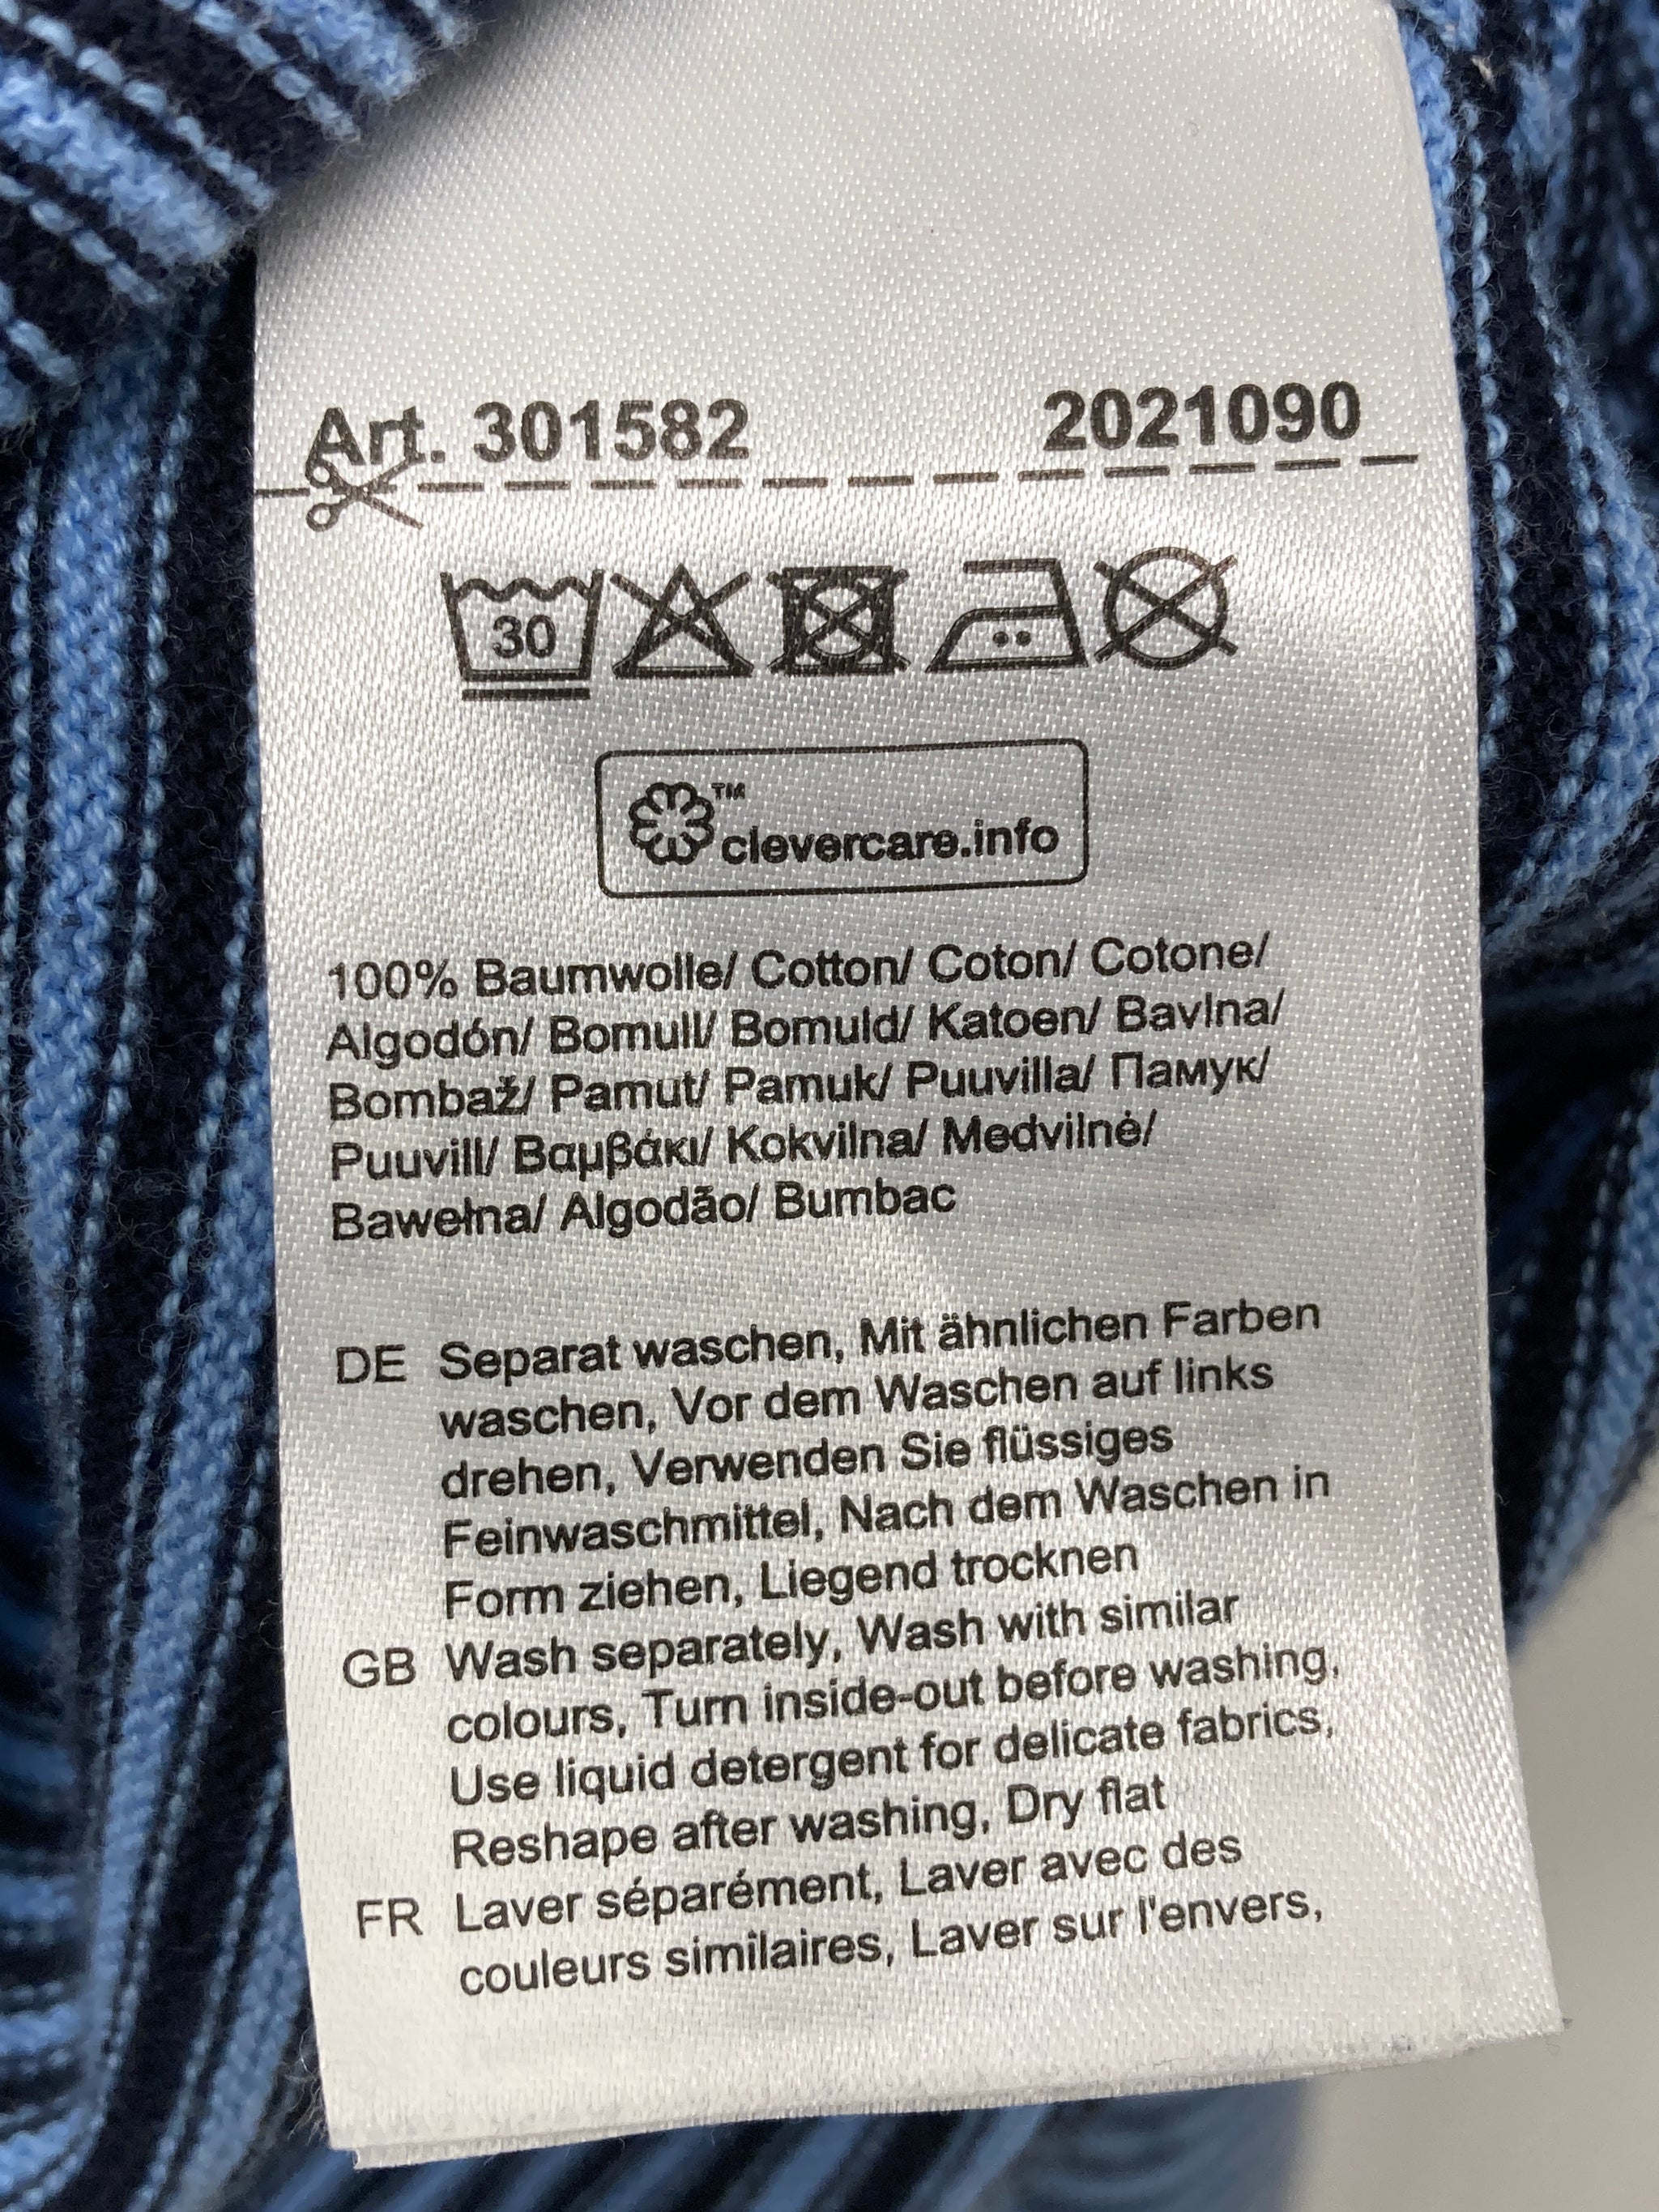 Art. 301582 2021090
30
TM
clevercare.info
100% Baumwolle/ Cotton/ Coton/ Cotone/
Algodón/ Bomull/ Bomuld/ Katoen/ Bavlna/
Bombaž/ Pamut/ Pamuk/ Puuvilla/ Памук/
Puuvill/ Βαμβάκι/ Kokvilna/ Medvilnė/
Bawełna/ Algodão/ Bumbac
DE Separat waschen, Mit ähnlichen Farben
waschen, Vor dem Waschen auf links
drehen, Verwenden Sie flüssiges
Feinwaschmittel, Nach dem Waschen in
Form ziehen, Liegend trocknen
GB Wash separately, Wash with similar
colours, Turn inside-out before washing,
Use liquid detergent for delicate fabrics,
Reshape after washing, Dry flat
FR Laver séparément, Laver avec des
couleurs similaires, Laver sur l'envers,